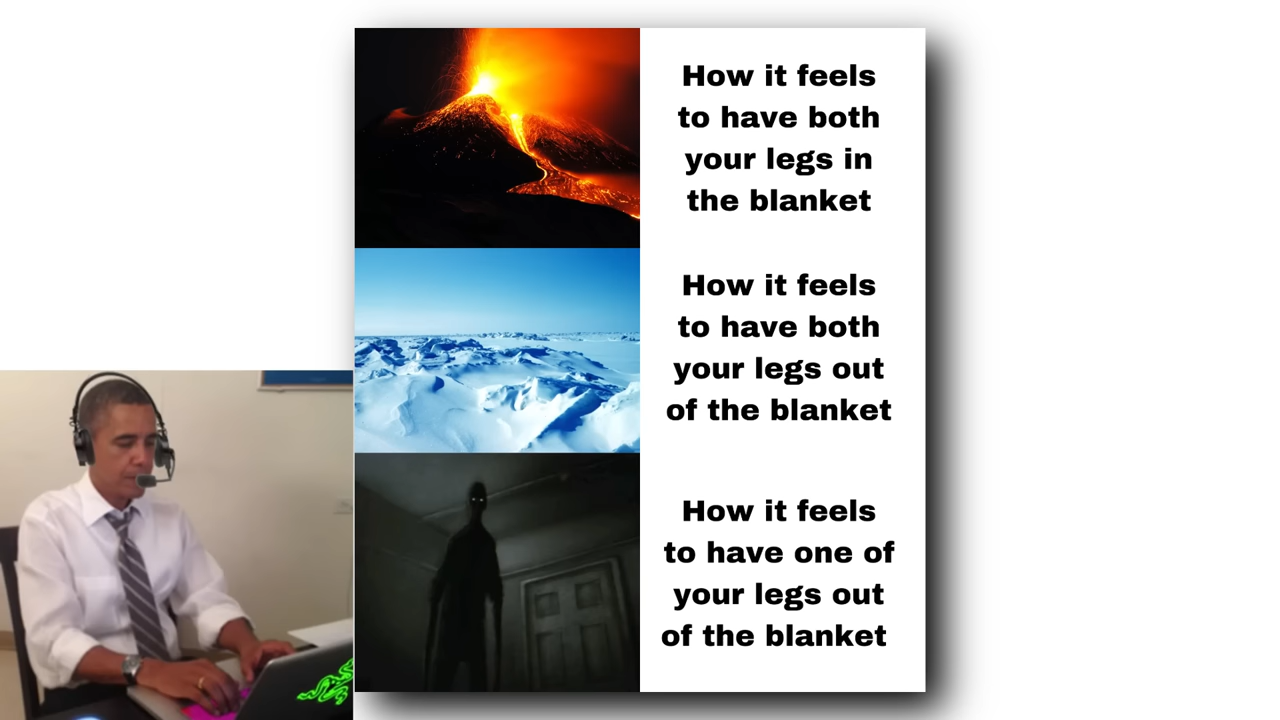 How it feels
to have both
your legs in
the blanket
How it feels
to have both
your legs out
of the blanket
How it feels
to have one of
your legs out
of the blanket